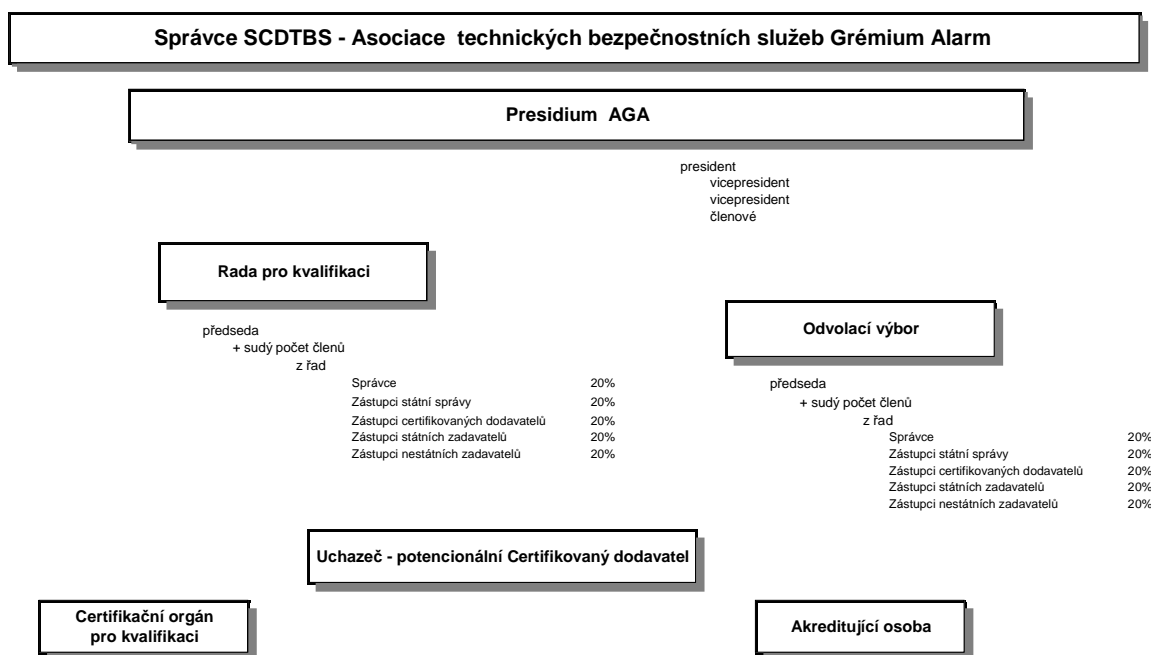 Správce SCDTBS - Asociace technických bezpečnostních služeb Grémium Alarm
Presidium AGA
president
vicepresident
vicepresident
členové
Rada pro kvalifikaci
předseda
+ sudý počet členů
z řad
Správce 20%
Zástupci státní správy 20%
Zástupci certifikovaných dodavatelů 20%
Zástupci státních zadavatelů 20%
Zástupci nestátních zadavatelů 20%
Odvolací výbor
předseda
+ sudý počet členů
z řad
Správce 20%
Zástupci státní správy 20%
Zástupci certifikovaných dodavatelů 20%
Zástupci státních zadavatelů 20%
Zástupci nestátních zadavatelů 20%
Uchazeč - potencionální Certifikovaný dodavatel
Certifikační orgán
pro kvalifikaci
Akreditující osoba